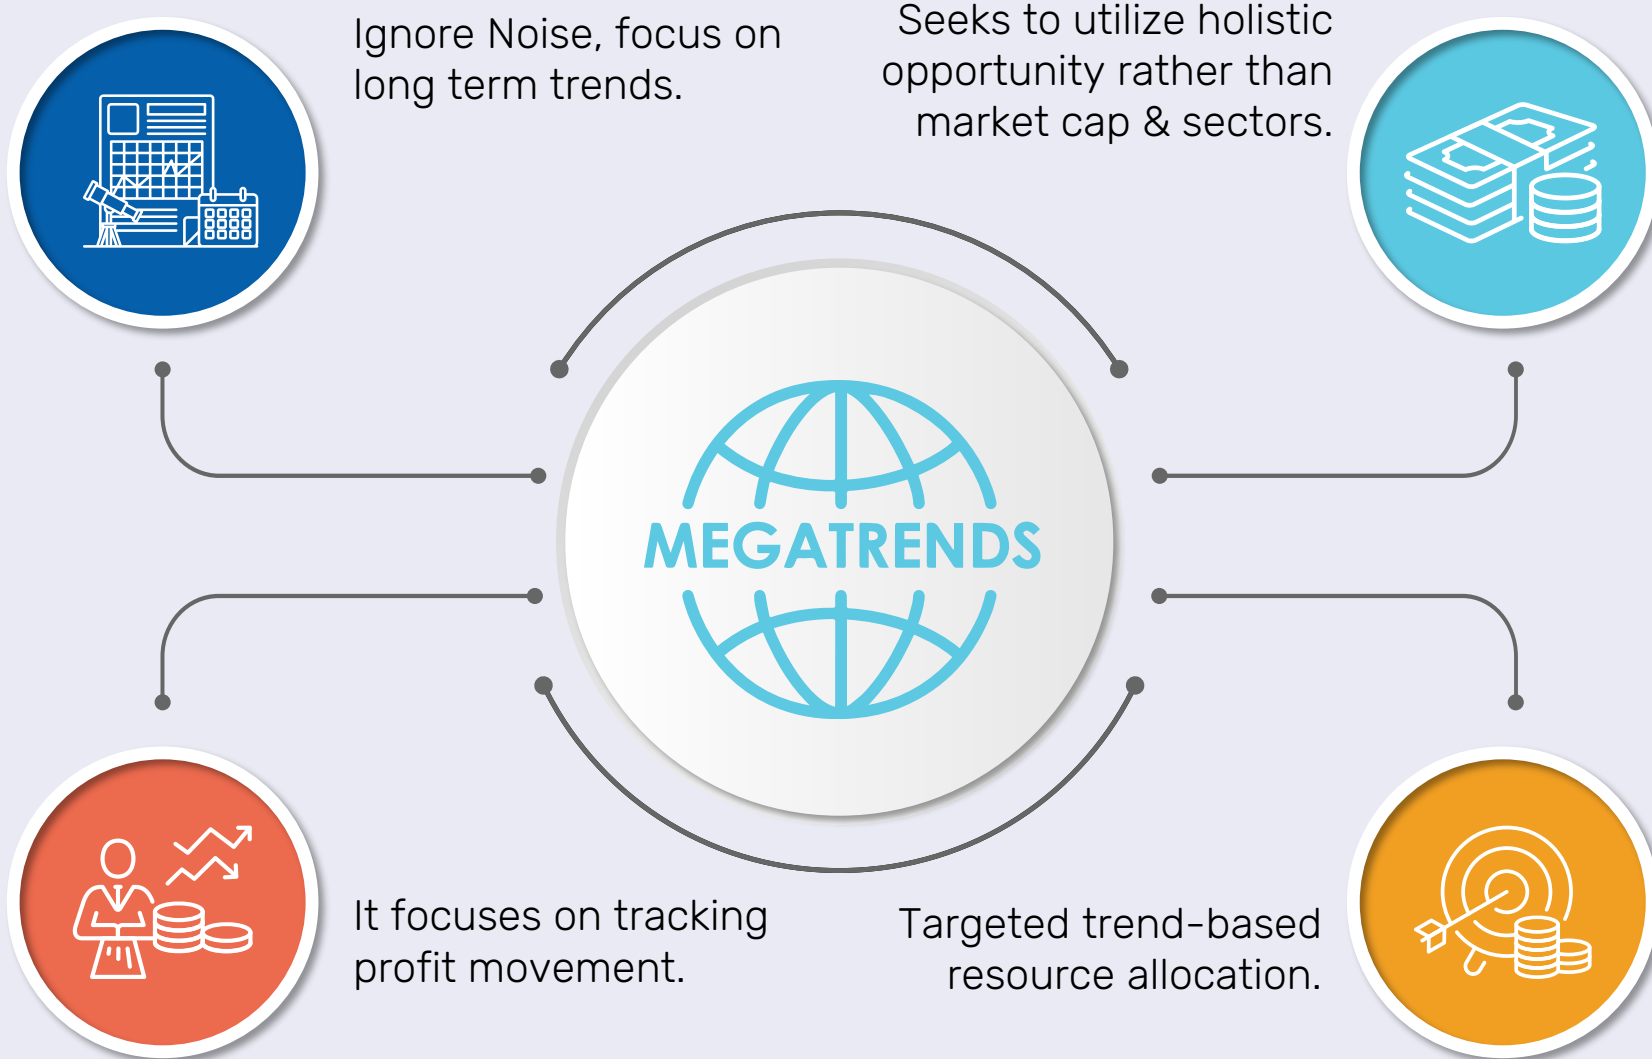 Ignore Noise, focus on
long term trends.
Seeks to utilize holistic
opportunity rather than
market cap & sectors.
MEGATRENDS
It focuses on tracking
profit movement.
Targeted trend-based
resource allocation.